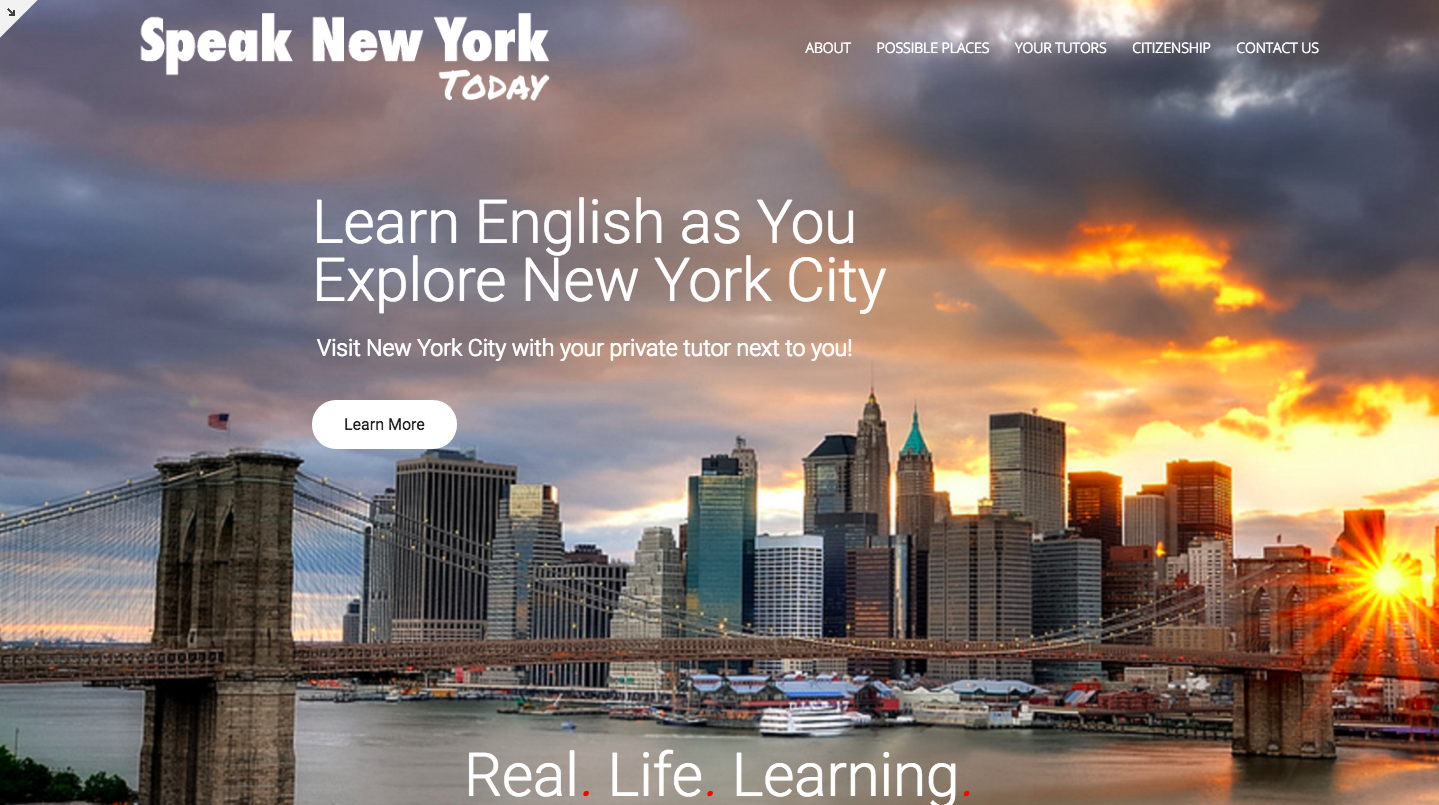 Speak New York
Today
ABOUT POSSIBLE PLACES YOUR TUTORS CITIZENSHIP CONTACT US
Learn English as You
Explore New York City
Visit New York City with your private tutor next to you!
Learn More
Real. Life. Learning.